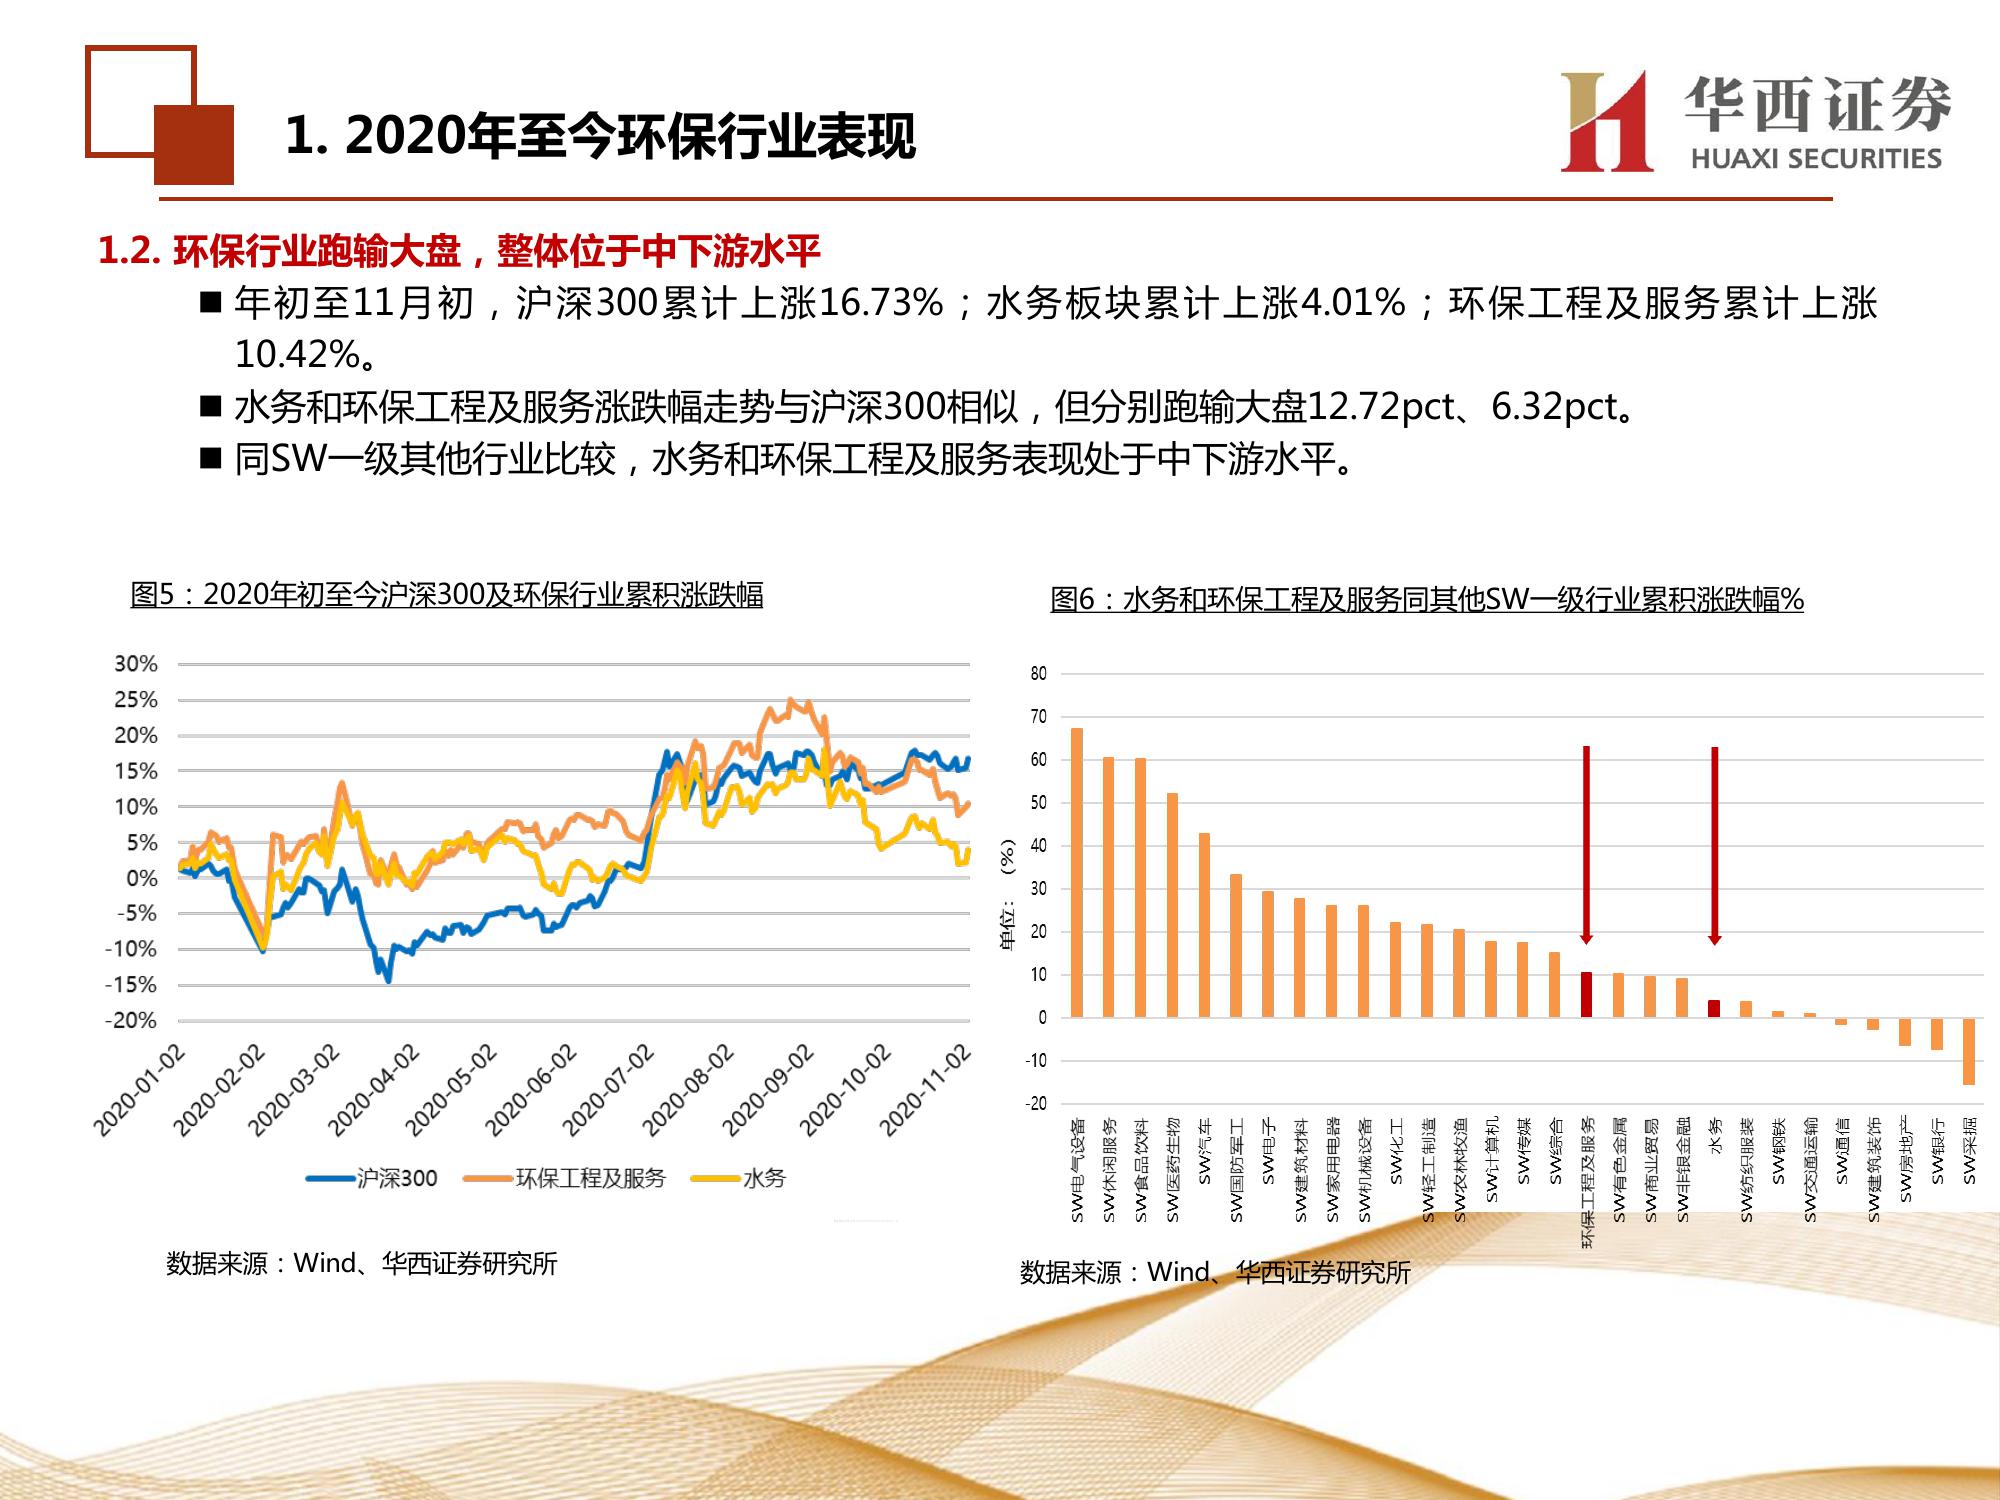 华西证券
HUAXI SECURITIES
1. 2020年至今环保行业表现
1.2. 环保行业跑输大盘，整体位于中下游水平
■ 年初至11月初，沪深300累计上涨16.73%；水务板块累计上涨4.01%；环保工程及服务累计上涨
10.42%。
■ 水务和环保工程及服务涨跌幅走势与沪深300相似，但分别跑输大盘12.72pct、6.32pct。
■ 同SW一级其他行业比较，水务和环保工程及服务表现处于中下游水平。
图5：2020年初至今沪深300及环保行业累积涨跌幅
30%
25%
20%
15%
10%
5%
0%
-5%
-10%
-15%
-20%
2020-01-02
2020-02-02
2020-03-02
2020-04-02
2020-05-02
2020-06-02
2020-07-02
2020-08-02
2020-09-02
2020-10-02
2020-11-02
沪深300 环保工程及服务 水务
数据来源：Wind、华西证券研究所
图6：水务和环保工程及服务同其他SW一级行业累积涨跌幅%
单位：（%）
80
70
60
50
40
30
20
10
0
-10
-20
SW电气设备
SW休闲服务
SW食品饮料
SW医药生物
SW汽车
SW国防军工
SW电子
SW建筑材料
SW家用电器
SW机械设备
SW化工
SW轻工制造
SW农林牧渔
SW计算机
SW传媒
SW综合
环保工程及服务
SW有色金属
SW商业贸易
SW非银金融
水务
SW纺织服装
SW钢铁
SW交通运输
SW通信
SW建筑装饰
SW房地产
SW银行
SW采掘
数据来源：Wind、华西证券研究所